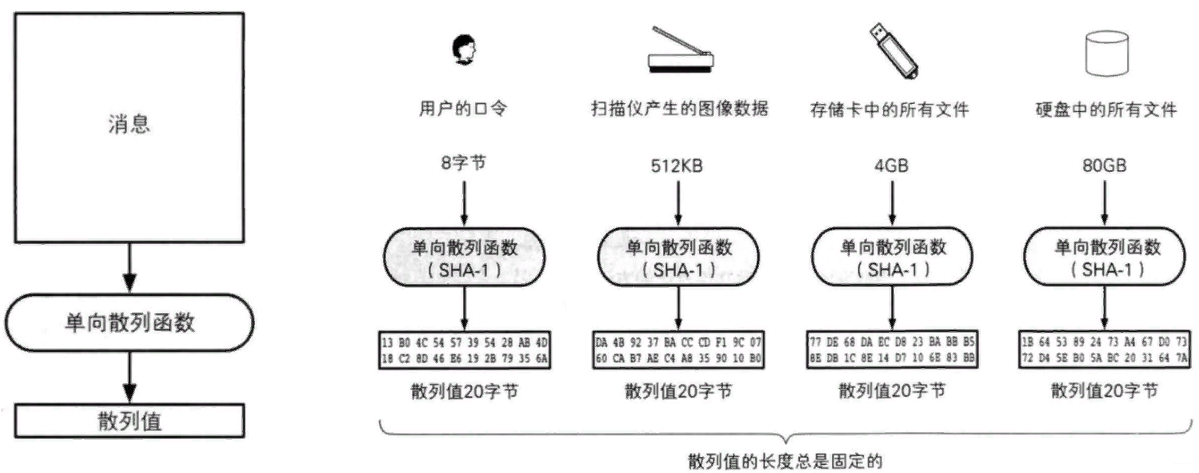 消息
单向散列函数
散列值
用户的口令
8字节
单向散列函数
(SHA-1)
13 B0 4C 54 57 39 54 28 AB 4D
18 C2 8D 46 E6 19 2B 79 35 6A
散列值20字节
扫描仪产生的图像数据
512KB
单向散列函数
(SHA-1)
DA 4B 92 37 BA CC CD F1 9C 07
60 CA B7 AE C4 A8 35 90 10 B0
散列值20字节
存储卡中的所有文件
4GB
单向散列函数
(SHA-1)
77 DE 68 DA EC D8 23 BA BB B5
8E DB 1C 8E 14 D7 10 6E 83 BB
散列值20字节
硬盘中的所有文件
80GB
单向散列函数
(SHA-1)
1B 64 53 89 24 73 A4 67 D0 73
72 D4 5E B0 5A BC 20 31 64 7A
散列值20字节
散列值的长度总是固定的